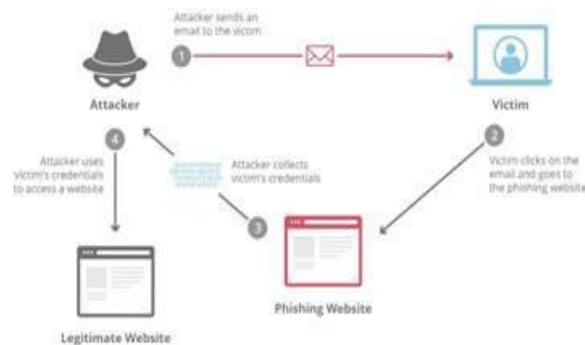 Attacker sends an
email to the victim
1
Attacker
Victim
4
2
Attacker uses
victim's credentials
to access a website
Attacker collects
victim's credentials
Victim clicks on the
email and goes to
the phishing website
3
Phishing Website
Legitimate Website